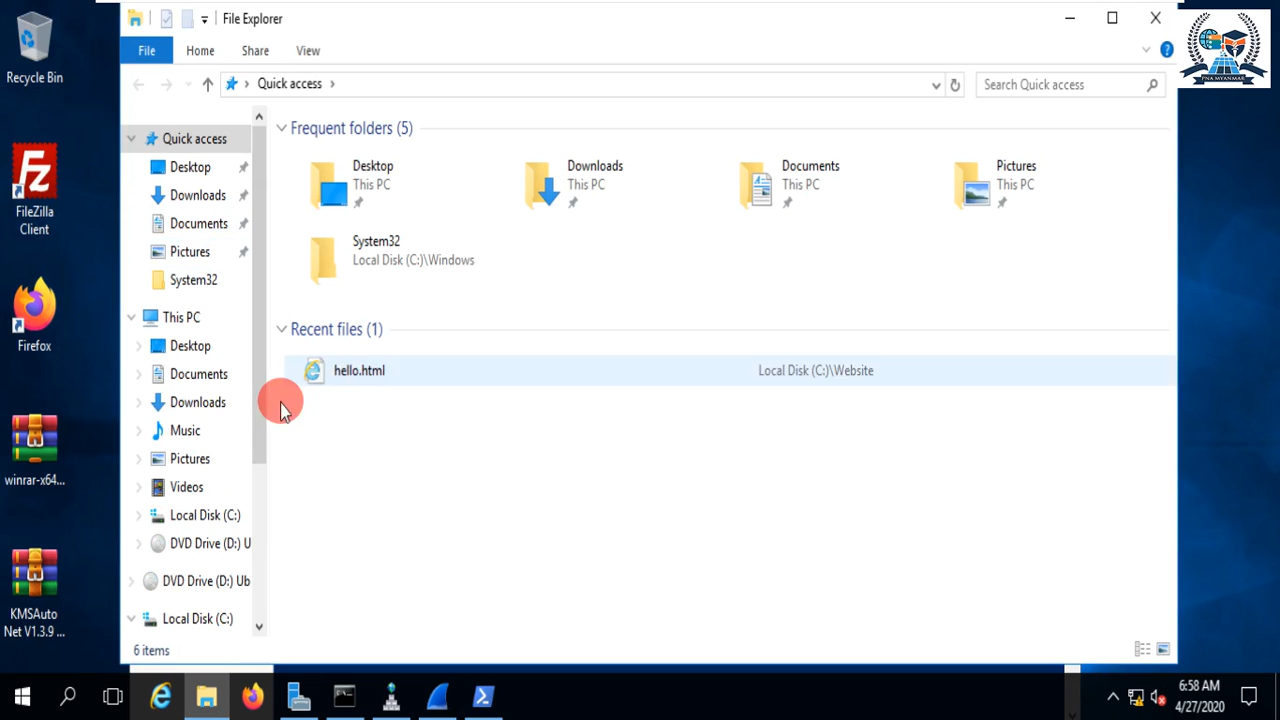 File Explorer
File
Home
Share
View
Quick access
Search Quick access
PNA MYANMAR
Recycle Bin
FileZilla
Client
Firefox
winrar-x64...
KMSAuto
Net V1.3.9 ...
Quick access
Desktop
Downloads
Documents
Pictures
System32
This PC
Desktop
Documents
Downloads
Music
Pictures
Videos
Local Disk (C:)
DVD Drive (D:) U
DVD Drive (D:) Ub
Local Disk (C:)
Frequent folders (5)
Desktop
This PC
Downloads
This PC
Documents
This PC
Pictures
This PC
System32
Local Disk (C:)\Windows
Recent files (1)
hello.html
Local Disk (C:)\Website
6 items
6:58 AM
4/27/2020